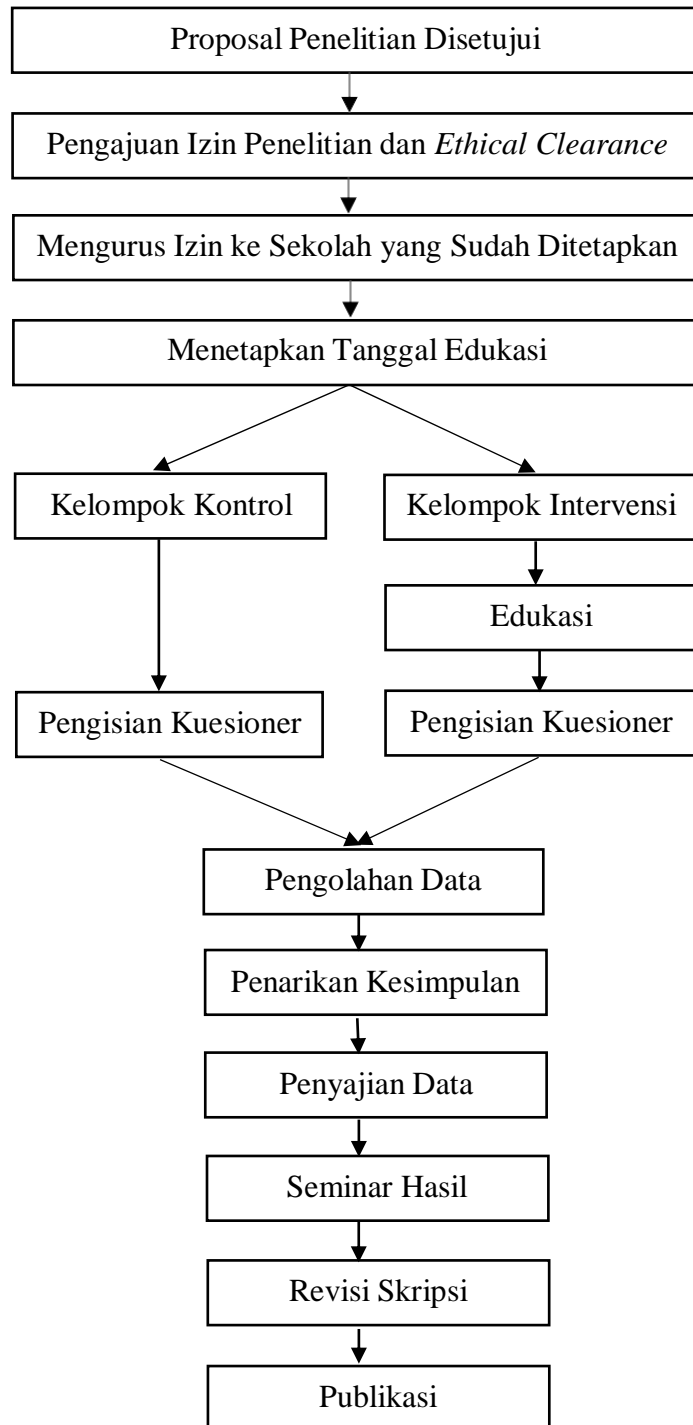 Proposal Penelitian Disetujui
Pengajuan Izin Penelitian dan Ethical Clearance
Mengurus Izin ke Sekolah yang Sudah Ditetapkan
Menetapkan Tanggal Edukasi
Kelompok Kontrol
Kelompok Intervensi
Edukasi
Pengisian Kuesioner
Pengisian Kuesioner
Pengolahan Data
Penarikan Kesimpulan
Penyajian Data
Seminar Hasil
Revisi Skripsi
Publikasi